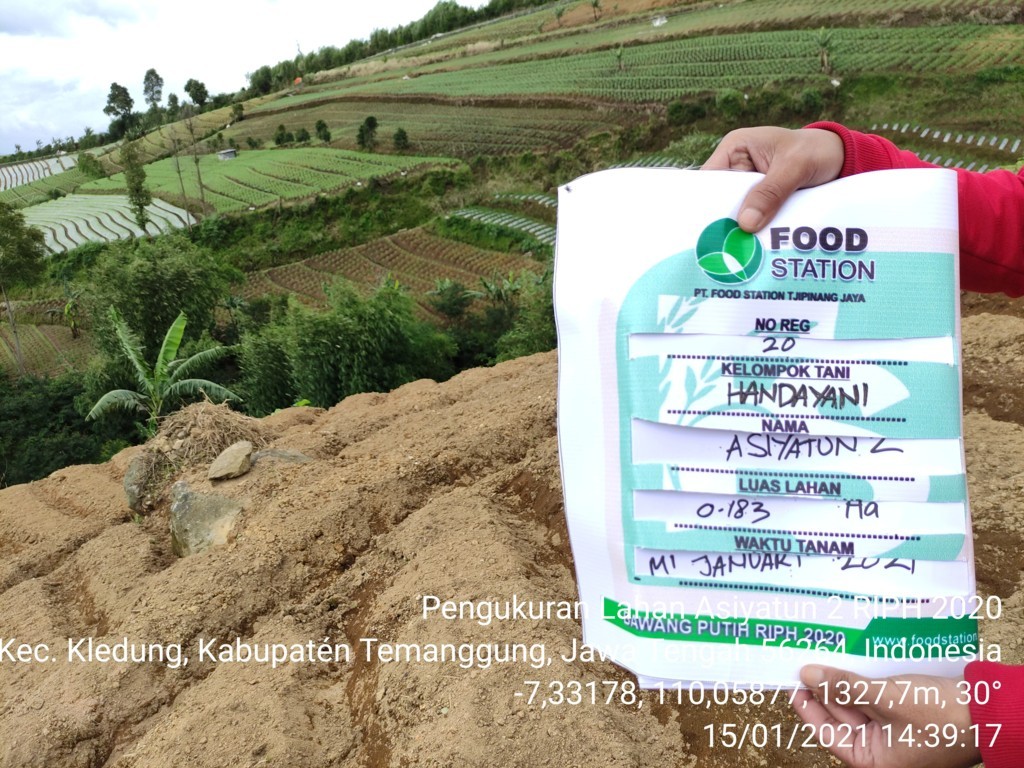 FOOD
STATION
PT. FOOD STATION TJIPINANG JAYA
NO REG
20
KELOMPOK TANI
HANDAYANI
NAMA
ASIYATUN 2
LUAS LAHAN
0.183 Ha
WAKTU TANAM
M1 JANUARI 2021
BAWANG PUTIH RIPH 2020
www.foodstation
Pengukuran Lahan Asiyatun 2 RIPH 2020
Kec. Kledung, Kabupatén Temanggung, Jawa Tengah 56264, Indonesia
-7,33178, 110,05877, 1327,7m, 30°
15/01/2021 14:39:17